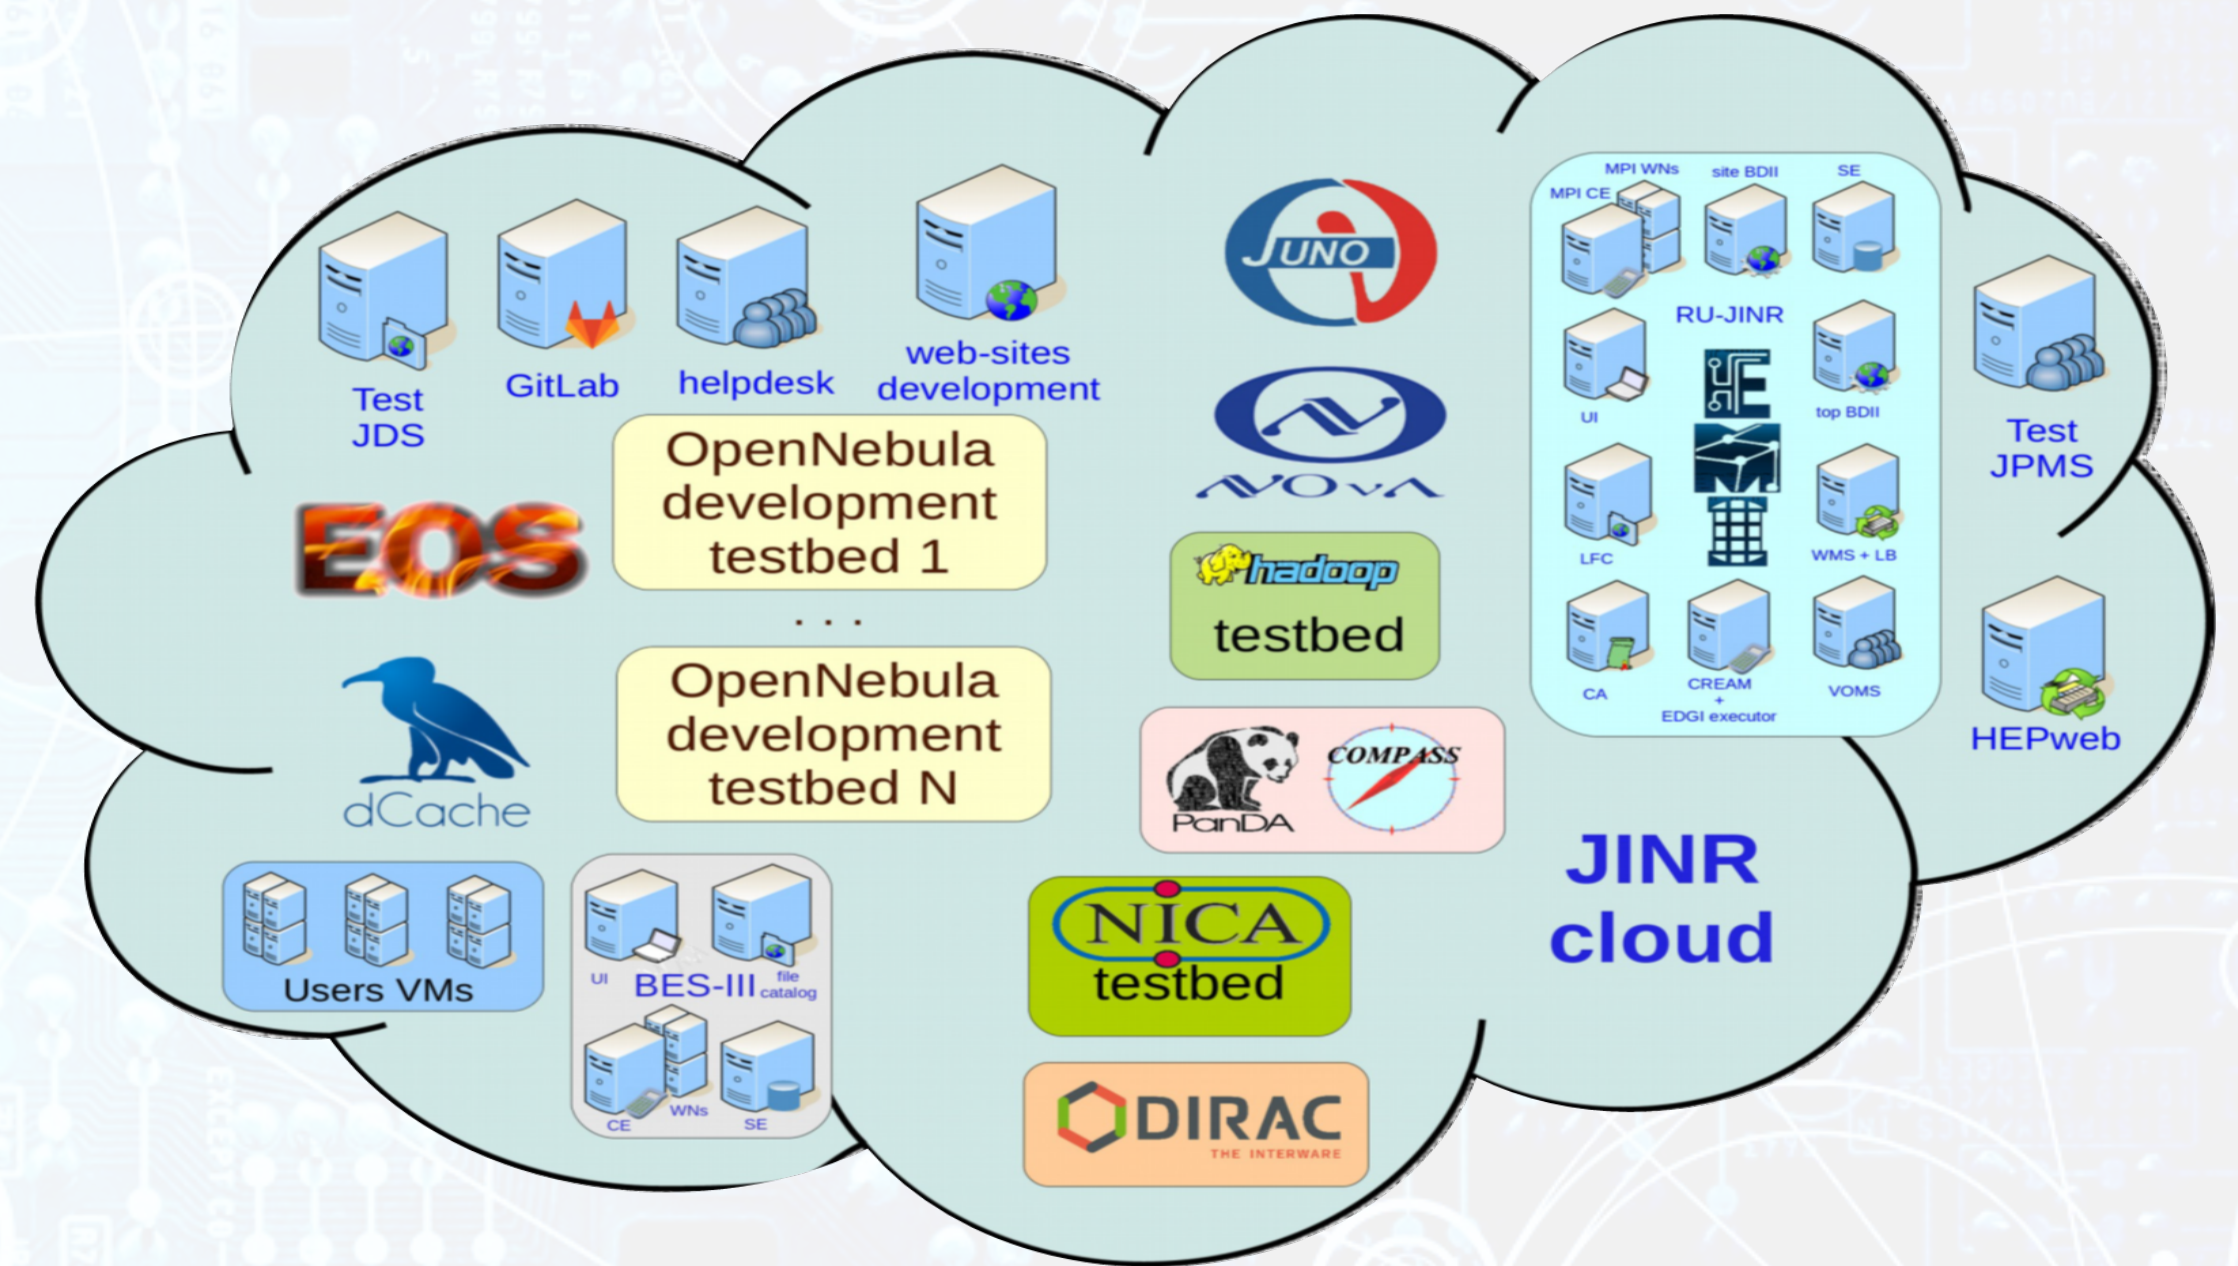 Test
JDS
GitLab
helpdesk
web-sites
development
JUNO
NOvA
MPI WNs
MPI CE
site BDII
SE
RU-JINR
UI
top BDII
LFC
WMS + LB
CA
CREAM
+
EDGI executor
VOMS
Test
JPMS
HEPweb
EOS
OpenNebula
development
testbed 1
. . .
OpenNebula
development
testbed N
dCache
hadoop
testbed
PanDA
COMPASS
Users VMs
UI
BES-III
file
catalog
CE
WNs
SE
NICA
testbed
DIRAC
THE INTERWARE
JINR
cloud